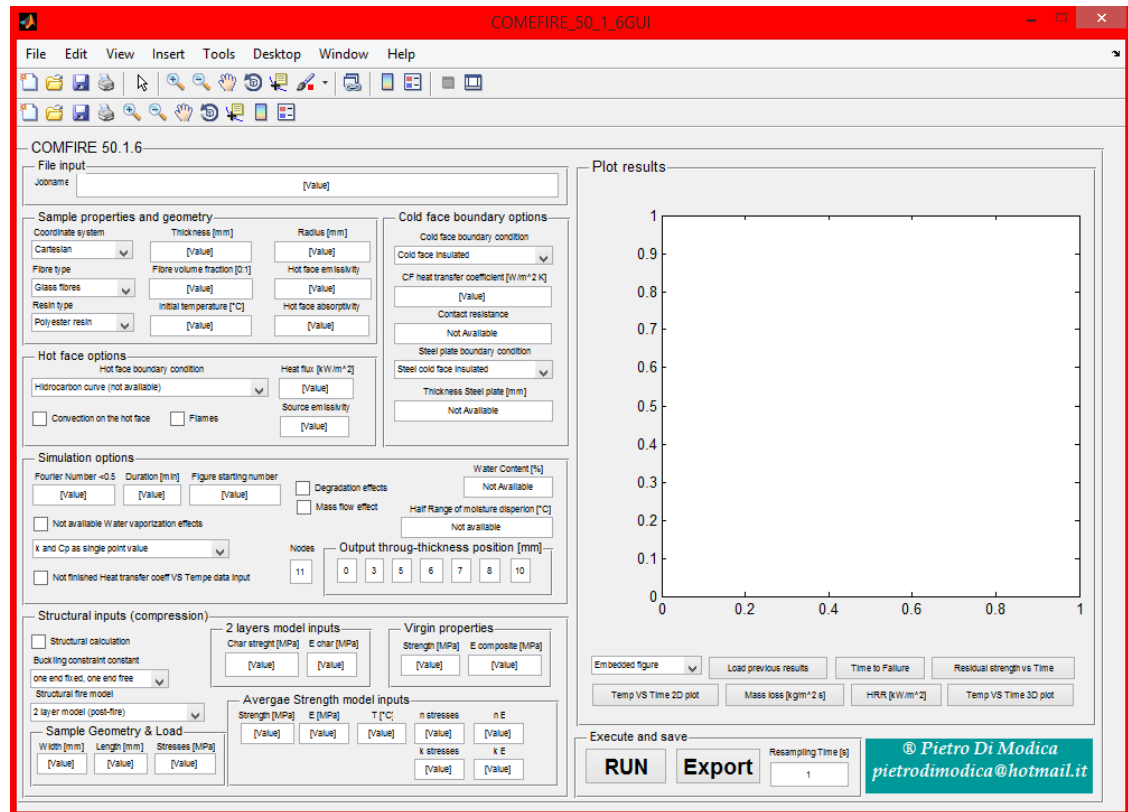 COMEFIRE_50_1_6GUI
File Edit View Insert Tools Desktop Window Help
COMFIRE 50.1.6
File input
Jobname [Value]
Sample properties and geometry
Coordinate system Thickness [mm] Radius [mm]
Cartesian [Value] [Value]
Fibre type Fibre volume fraction [0:1] Hot face emissivity
Glass fibres [Value] [Value]
Resin type Initial temperature [°C] Hot face absorptivity
Polyester resin [Value] [Value]
Cold face boundary options
Cold face boundary condition
Cold face insulated
CF heat transfer coefficient [W/m^2 K]
[Value]
Contact resistance
Not Available
Steel plate boundary condition
Steel cold face insulated
Thickness Steel plate [mm]
Not Available
Hot face options
Hot face boundary condition Heat flux [kW/m^2]
Hidrocarbon curve (not available) [Value]
Convection on the hot face Flames Source emissivity
[Value]
Simulation options
Fourier Number <0.5 Duration [min] Figure starting number
[Value] [Value] [Value]
Degradation effects
Mass flow effect
Water Content [%]
Not Available
Half Range of moisture disperion [°C]
Not available
Not available Water vaporization effects
k and Cp as single point value
Not finished Heat transfer coeff VS Tempe data input
Nodes
11
Output throug-thickness position [mm]
0 3 5 6 7 8 10
Structural inputs (compression)
Structural calculation
Buckling constraint constant
one end fixed, one end free
Structural fire model
2 layer model (post-fire)
2 layers model inputs
Char streght [MPa] E char [MPa]
[Value] [Value]
Virgin properties
Strength [MPa] E composite [MPa]
[Value] [Value]
Sample Geometry & Load
Width [mm] Length [mm] Stresses [MPa]
[Value] [Value] [Value]
Avergae Strength model inputs
Strength [MPa] E [MPa] T [°C] n stresses n E
[Value] [Value] [Value] [Value] [Value]
k stresses k E
[Value] [Value]
Plot results
1
0.9
0.8
0.7
0.6
0.5
0.4
0.3
0.2
0.1
0
0 0.2 0.4 0.6 0.8 1
Embedded figure Load previous results Time to Failure Residual strength vs Time
Temp VS Time 2D plot Mass loss [kg/m^2 s] HRR [kW/m^2] Temp VS Time 3D plot
Execute and save
RUN Export Resampling Time [s]
1
® Pietro Di Modica
pietrodimodica@hotmail.it